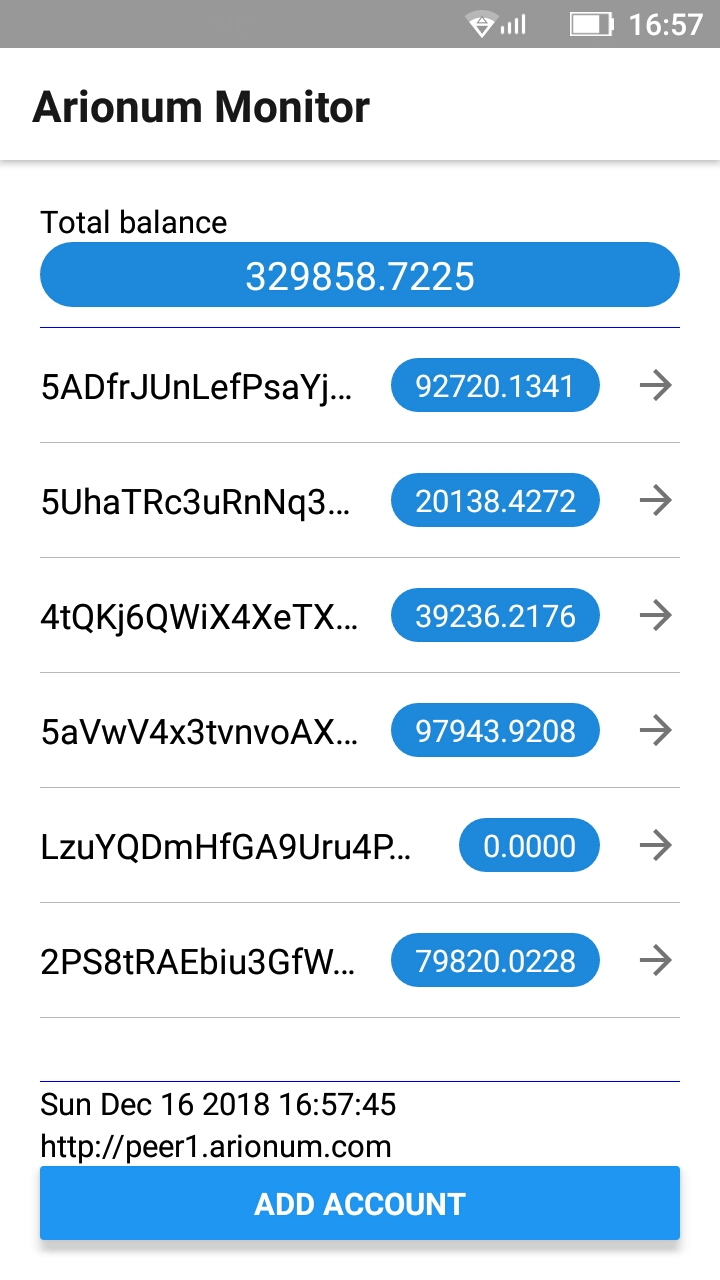 16:57
Arionum Monitor
Total balance
329858.7225
5ADfrJUnLefPsaYj... 92720.1341
5UhaTRc3uRnNq3... 20138.4272
4tQKj6QWiX4XeTX... 39236.2176
5aVwV4x3tvnvoAX... 97943.9208
LzuYQDmHfGA9Uru4P... 0.0000
2PS8tRAEbiu3GfW... 79820.0228
Sun Dec 16 2018 16:57:45
http://peer1.arionum.com
ADD ACCOUNT